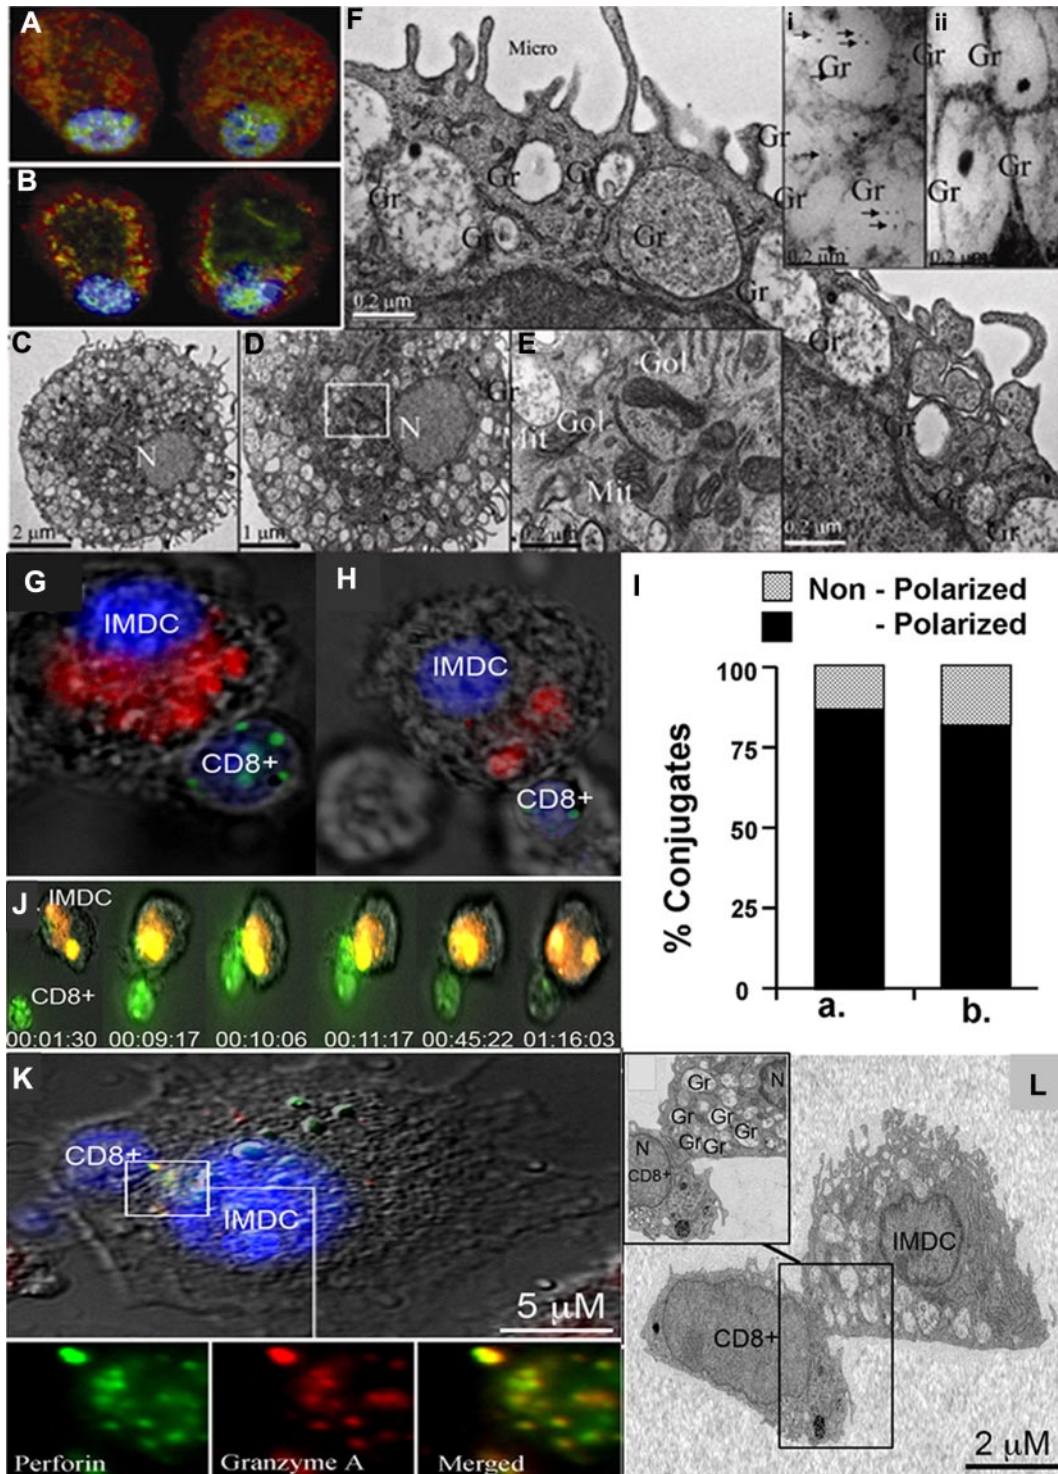 A
B
C
N
2 µm
D
Gr
N
1 µm
E
Gol
Gol
Mit
Mit
0.2 µm
F
Micro
Gr
Gr
Gr
Gr
Gr
Gr
Gr
Gr
0.2 µm
i
Gr
Gr
0.2 µm
ii
Gr
Gr
Gr
Gr
0.2 µm
Gr
Gr
Gr
Gr
0.2 µm
G
IMDC
CD8+
H
IMDC
CD8+
I
Non - Polarized
- Polarized
% Conjugates
100
75
50
25
0
a.
b.
J
IMDC
CD8+
00:01:30
00:09:17
00:10:06
00:11:17
00:45:22
01:16:03
K
CD8+
IMDC
5 µM
Perforin
Granzyme A
Merged
L
Gr
N
Gr
Gr
Gr
Gr
Gr
N
CD8+
IMDC
CD8+
2 µm